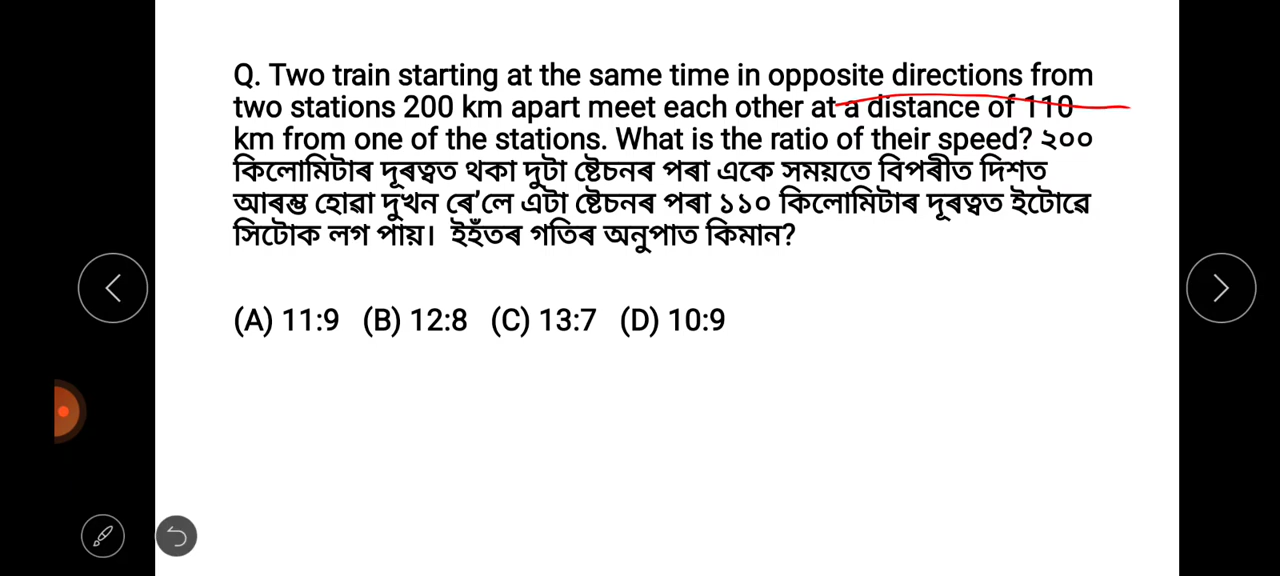 Q. Two train starting at the same time in opposite directions from
two stations 200 km apart meet each other at a distance of 110
km from one of the stations. What is the ratio of their speed? ২০০
কিলোমিটাৰ দূৰত্বত থকা দুটা ষ্টেচনৰ পৰা একে সময়তে বিপৰীত দিশত
আৰম্ভ হোৱা দুখন ৰে'লে এটা ষ্টেচনৰ পৰা ১১০ কিলোমিটাৰ দূৰত্বত ইটোৱে
সিটোক লগ পায়। ইহঁতৰ গতিৰ অনুপাত কিমান?
(A) 11:9 (B) 12:8 (C) 13:7 (D) 10:9